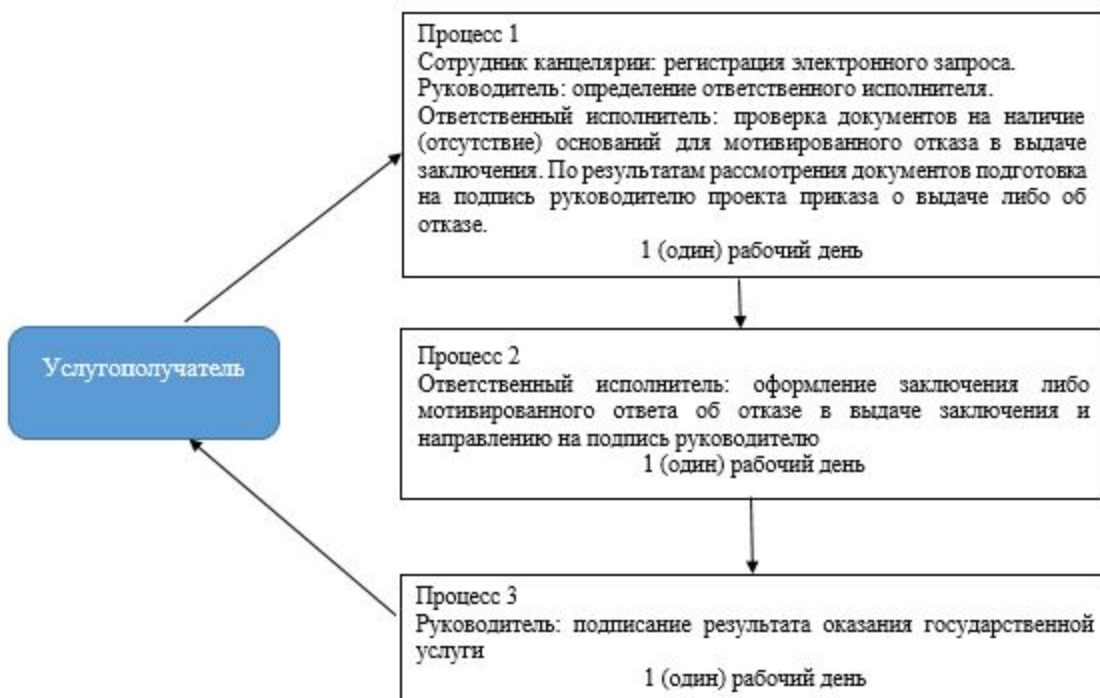 Процесс 1
Сотрудник канцелярии: регистрация электронного запроса.
Руководитель: определение ответственного исполнителя.
Ответственный исполнитель: проверка документов на наличие
(отсутствие) оснований для мотивированного отказа в выдаче
заключения. По результатам рассмотрения документов подготовка
на подпись руководителю проекта приказа о выдаче либо об
отказе.
1 (один) рабочий день
Услугополучатель
Процесс 2
Ответственный исполнитель: оформление заключения либо
мотивированного ответа об отказе в выдаче заключения и
направлению на подпись руководителю
1 (один) рабочий день
Процесс 3
Руководитель: подписание результата оказания государственной
услуги
1 (один) рабочий день